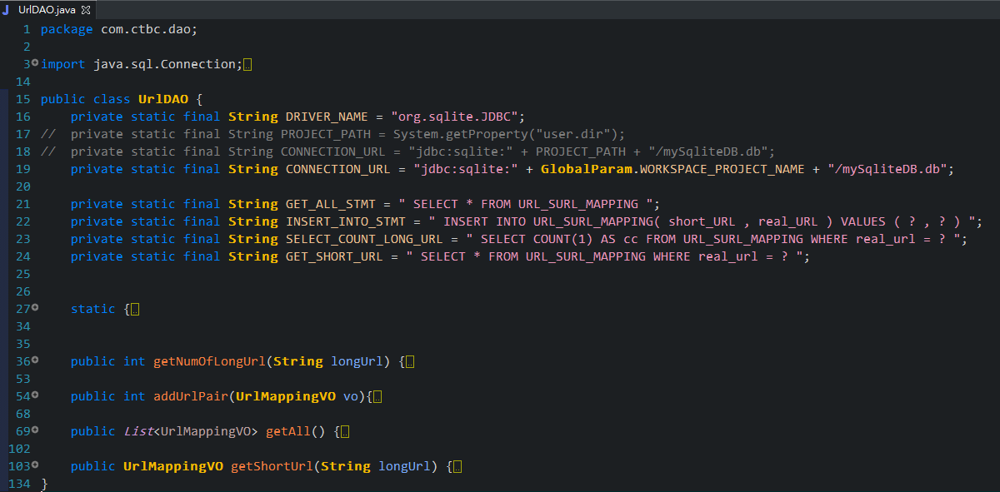 UrlDAO.java
1 package com.ctbc.dao;
2
3 import java.sql.Connection;
14
15 public class UrlDAO {
16     private static final String DRIVER_NAME = "org.sqlite.JDBC";
17 //  private static final String PROJECT_PATH = System.getProperty("user.dir");
18 //  private static final String CONNECTION_URL = "jdbc:sqlite:" + PROJECT_PATH + "/mySqliteDB.db";
19     private static final String CONNECTION_URL = "jdbc:sqlite:" + GlobalParam.WORKSPACE_PROJECT_NAME + "/mySqliteDB.db";
20
21     private static final String GET_ALL_STMT = " SELECT * FROM URL_SURL_MAPPING ";
22     private static final String INSERT_INTO_STMT = " INSERT INTO URL_SURL_MAPPING( short_URL , real_URL ) VALUES ( ? , ? ) ";
23     private static final String SELECT_COUNT_LONG_URL = " SELECT COUNT(1) AS cc FROM URL_SURL_MAPPING WHERE real_url = ? ";
24     private static final String GET_SHORT_URL = " SELECT * FROM URL_SURL_MAPPING WHERE real_url = ? ";
25
26
27     static {
34
35
36     public int getNumOfLongUrl(String longUrl) {
53
54     public int addUrlPair(UrlMappingVO vo){
68
69     public List<UrlMappingVO> getAll() {
102
103     public UrlMappingVO getShortUrl(String longUrl) {
134 }